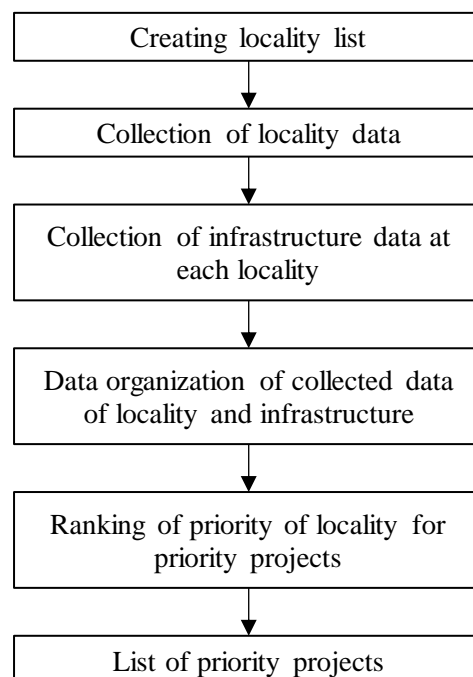 Creating locality list
Collection of locality data
Collection of infrastructure data at
each locality
Data organization of collected data
of locality and infrastructure
Ranking of priority of locality for
priority projects
List of priority projects